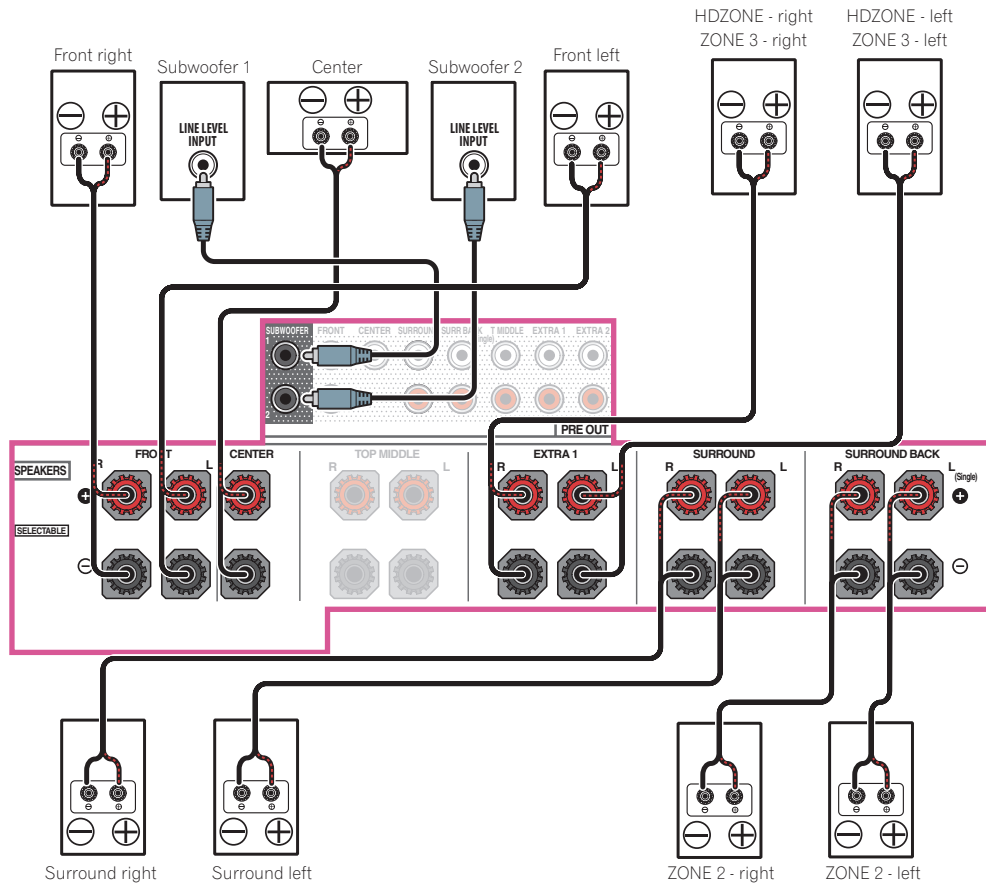 HDZONE - right
ZONE 3 - right
HDZONE - left
ZONE 3 - left
Front right
Subwoofer 1
Center
Subwoofer 2
Front left
LINE LEVEL
INPUT
LINE LEVEL
INPUT
SUBWOOFER
FRONT
CENTER
SURROUND
SURR BACK
T MIDDLE
EXTRA 1
EXTRA 2
1
2
PRE OUT
SPEAKERS
SELECTABLE
FRONT
R
L
CENTER
TOP MIDDLE
R
L
EXTRA 1
R
L
SURROUND
R
L
SURROUND BACK
R
L
(Single)
Surround right
Surround left
ZONE 2 - right
ZONE 2 - left